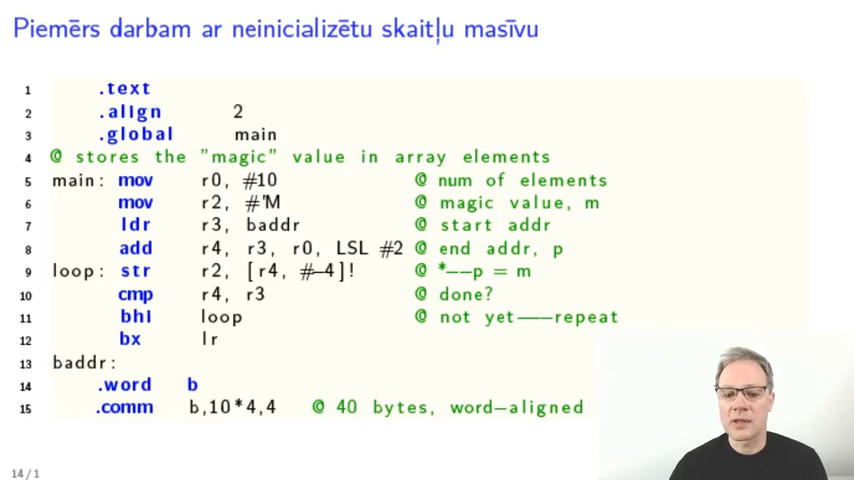 Piemērs darbam ar neinicializētu skaitļu masīvu
1 .text
2 .align 2
3 .global main
4 @ stores the "magic" value in array elements
5 main: mov r0, #10 @ num of elements
6 mov r2, #'M @ magic value, m
7 ldr r3, baddr @ start addr
8 add r4, r3, r0, LSL #2 @ end addr, p
9 loop: str r2, [r4, #-4]! @ *--p = m
10 cmp r4, r3 @ done?
11 bhi loop @ not yet---repeat
12 bx lr
13 baddr:
14 .word b
15 .comm b,10*4,4 @ 40 bytes, word-aligned
14 / 1